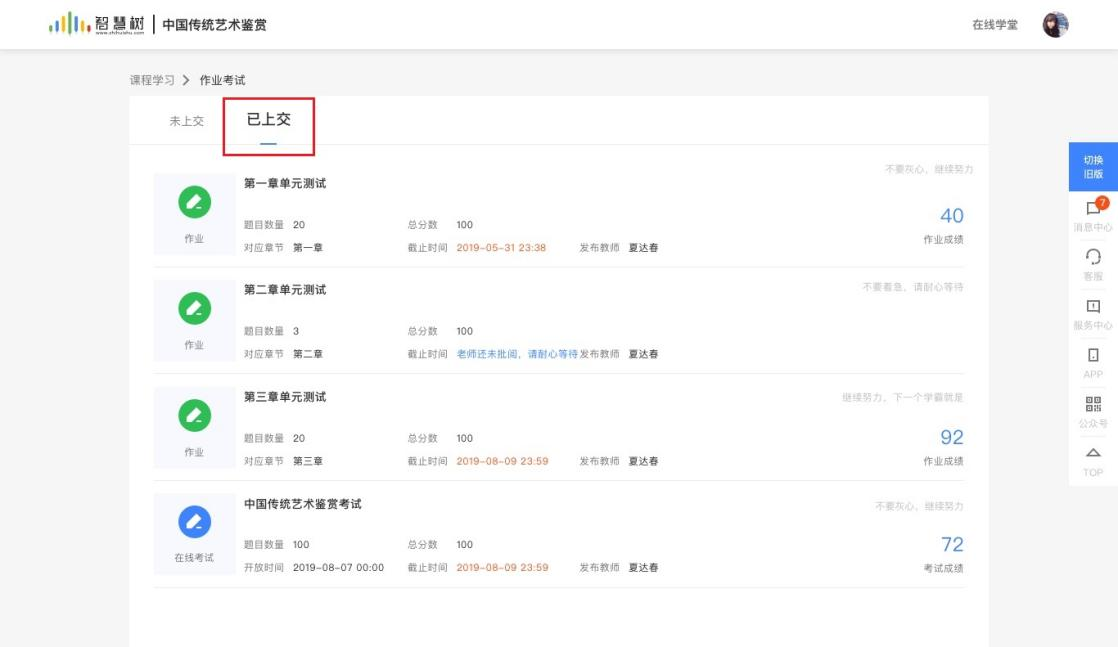 智慧树
www.zhihuishu.com
中国传统艺术鉴赏
在线学堂
课程学习 > 作业考试
未上交
已上交
第一章单元测试
不要灰心，继续努力
作业
题目数量 20 总分数 100
对应章节 第一章 截止时间 2019-05-31 23:38 发布教师 夏达春
40
作业成绩
第二章单元测试
不要着急，请耐心等待
作业
题目数量 3 总分数 100
对应章节 第二章 截止时间 老师还未批阅，请耐心等待 发布教师 夏达春
第三章单元测试
继续努力，下一个学霸就是
作业
题目数量 20 总分数 100
对应章节 第三章 截止时间 2019-08-09 23:59 发布教师 夏达春
92
作业成绩
中国传统艺术鉴赏考试
不要灰心，继续努力
在线考试
题目数量 100 总分数 100
开放时间 2019-08-07 00:00 截止时间 2019-08-09 23:59 发布教师 夏达春
72
考试成绩
切换
旧版
7
消息中心
客服
服务中心
APP
公众号
TOP